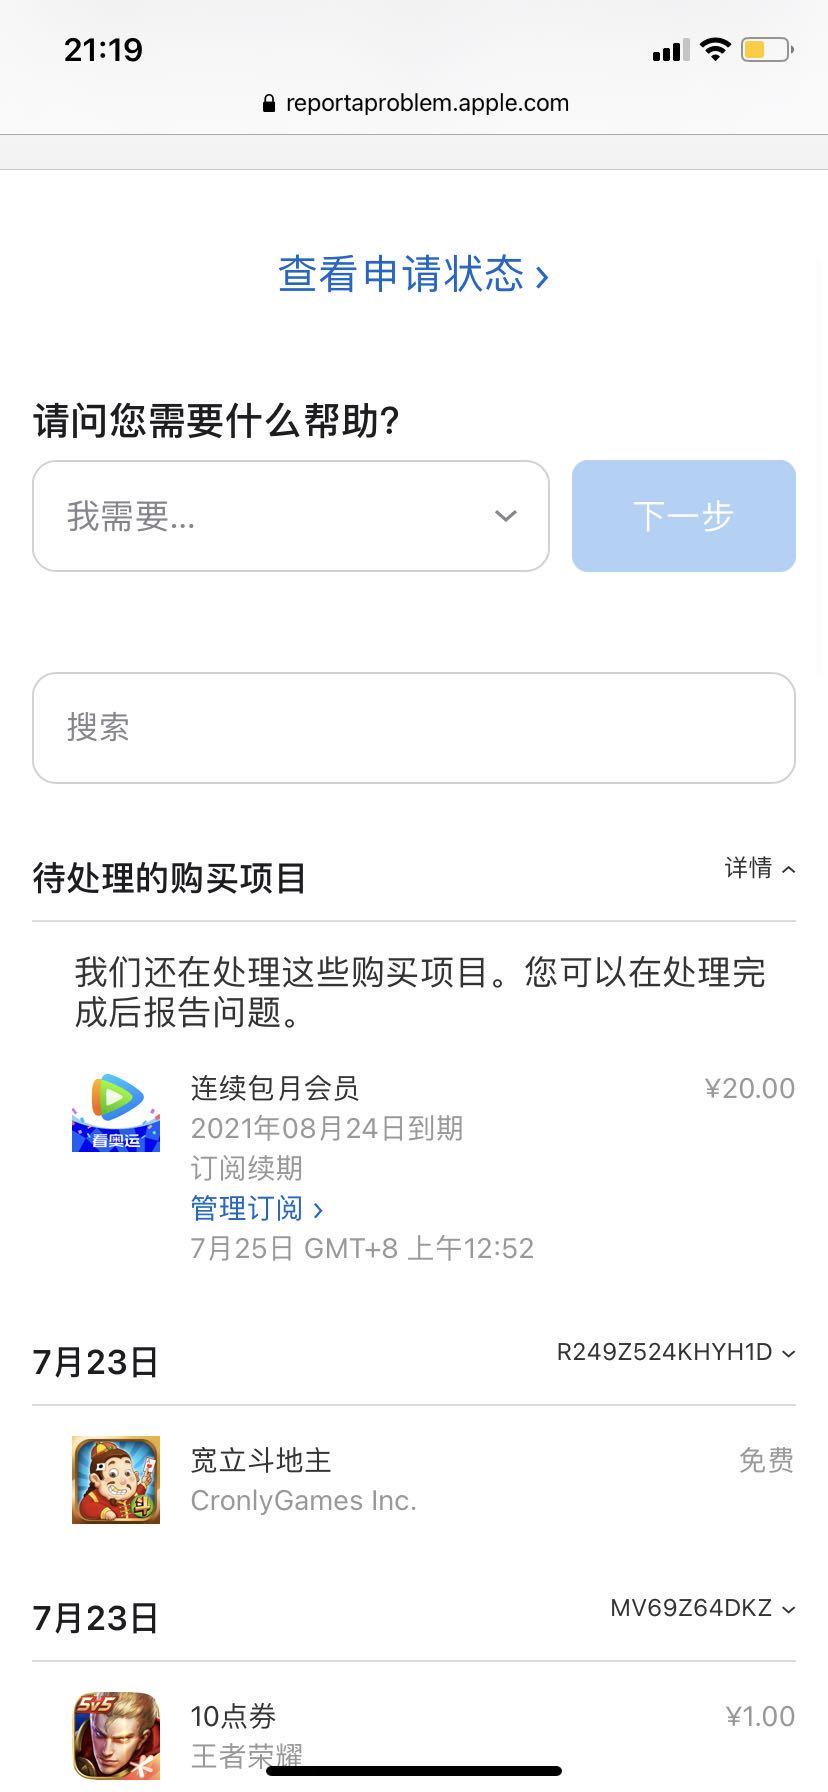 21:19
reportaproblem.apple.com
查看申请状态 ›
请问您需要什么帮助?
我需要...
下一步
搜索
待处理的购买项目
详情
我们还在处理这些购买项目。您可以在处理完
成后报告问题。
看奥运
连续包月会员
¥20.00
2021年08月24日到期
订阅续期
管理订阅 ›
7月25日 GMT+8 上午12:52
7月23日
R249Z524KHYH1D
斗
宽立斗地主
免费
CronlyGames Inc.
7月23日
MV69Z64DKZ
5v5
10点券
¥1.00
王者荣耀